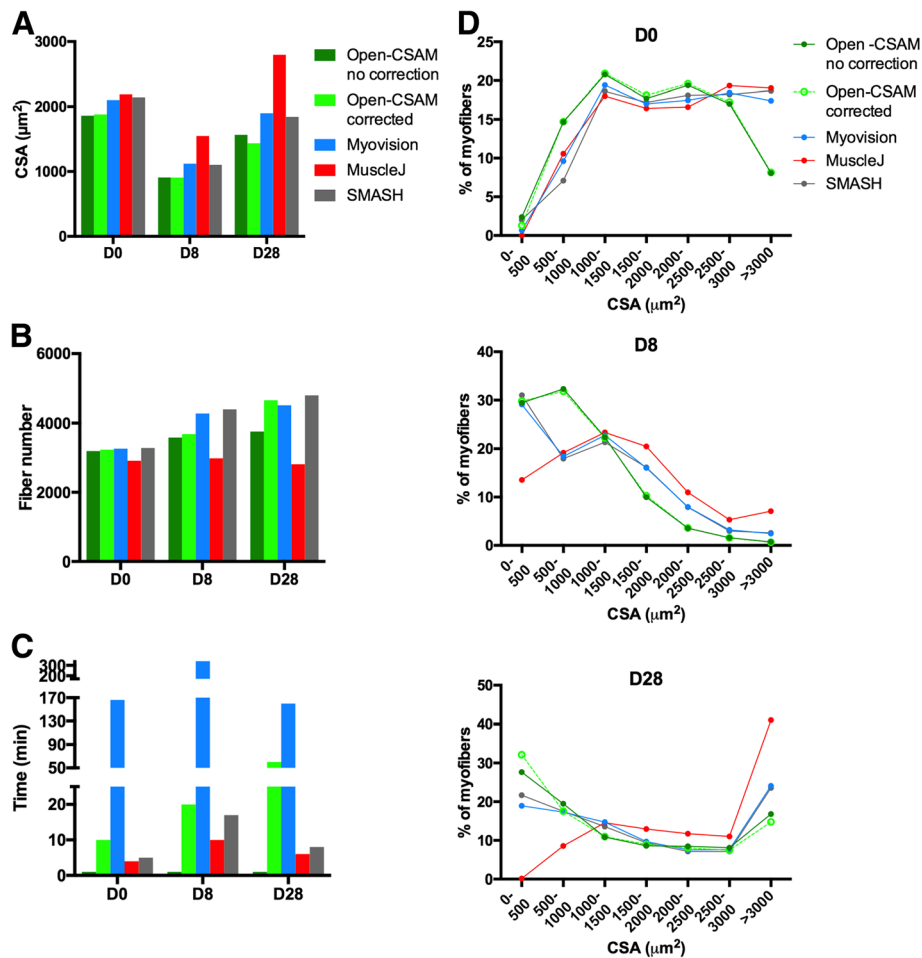 A
CSA (μm²)
3000
2000
1000
0
D0
D8
D28
Open-CSAM
no correction
Open-CSAM
corrected
Myovision
MuscleJ
SMASH
B
Fiber number
6000
4000
2000
0
D0
D8
D28
C
Time (min)
300
200
170
130
90
50
20
10
0
D0
D8
D28
D
D0
% of myofibers
25
20
15
10
5
0
0-
500
500-
1000
1000-
1500
1500-
2000
2000-
2500
2500-
3000
>3000
CSA (μm²)
Open -CSAM
no correction
Open-CSAM
corrected
Myovision
MuscleJ
SMASH
D8
% of myofibers
40
30
20
10
0
0-
500
500-
1000
1000-
1500
1500-
2000
2000-
2500
2500-
3000
>3000
CSA (μm²)
D28
% of myofibers
50
40
30
20
10
0
0-
500
500-
1000
1000-
1500
1500-
2000
2000-
2500
2500-
3000
>3000
CSA (μm²)